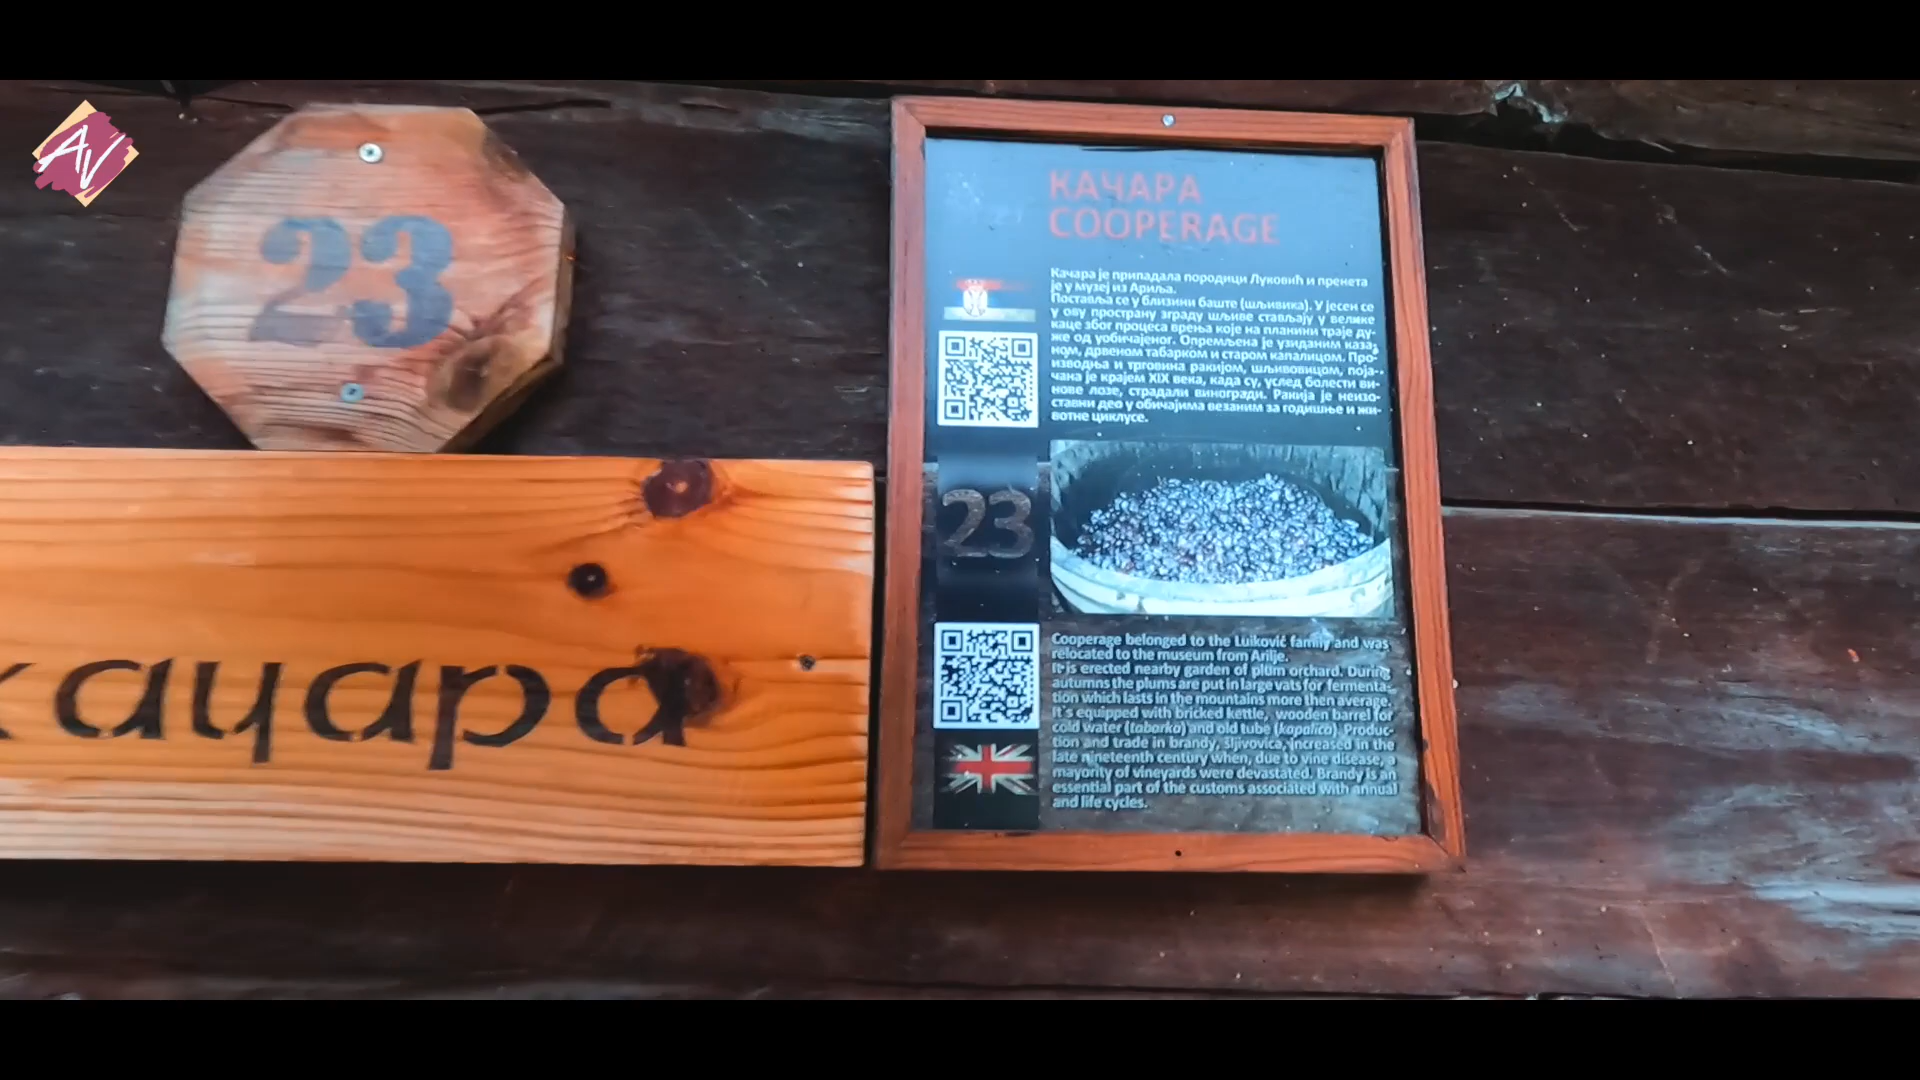 AV
23
качара
КАЧАРА
COOPERAGE
Качара је припадала породици Луковић и пренета
је у музеј из Ариља.
Поставља се у близини баште (шљивика). У јесен се
у ову пространу зграду шљиве стављају у велике
каце због процеса врења које на планини траје ду-
же од уобичајеног. Опремљена је узиданим каза-
ном, дрвеном табарком и старом капалицом. Про-
изводња и трговина ракијом, шљивовицом, поја-
чана је крајем XIX века, када су, услед болести ви-
нове лозе, страдали виногради. Ракија је неизо-
ставни део у обичајима везаним за годишње и жи-
вотне циклусе.
23
Cooperage belonged to the Luiković family and was
relocated to the museum from Arilje.
It is erected nearby garden of plum orchard. During
autumns the plums are put in large vats for fermenta-
tion which lasts in the mountains more then average.
It`s equipped with bricked kettle, wooden barrel for
cold water (tabarka) and old tube (kapalica). Produc-
tion and trade in brandy, šljivovica, increased in the
late nineteenth century when, due to vine disease, a
mayority of vineyards were devastated. Brandy is an
essential part of the customs associated with annual
and life cycles.